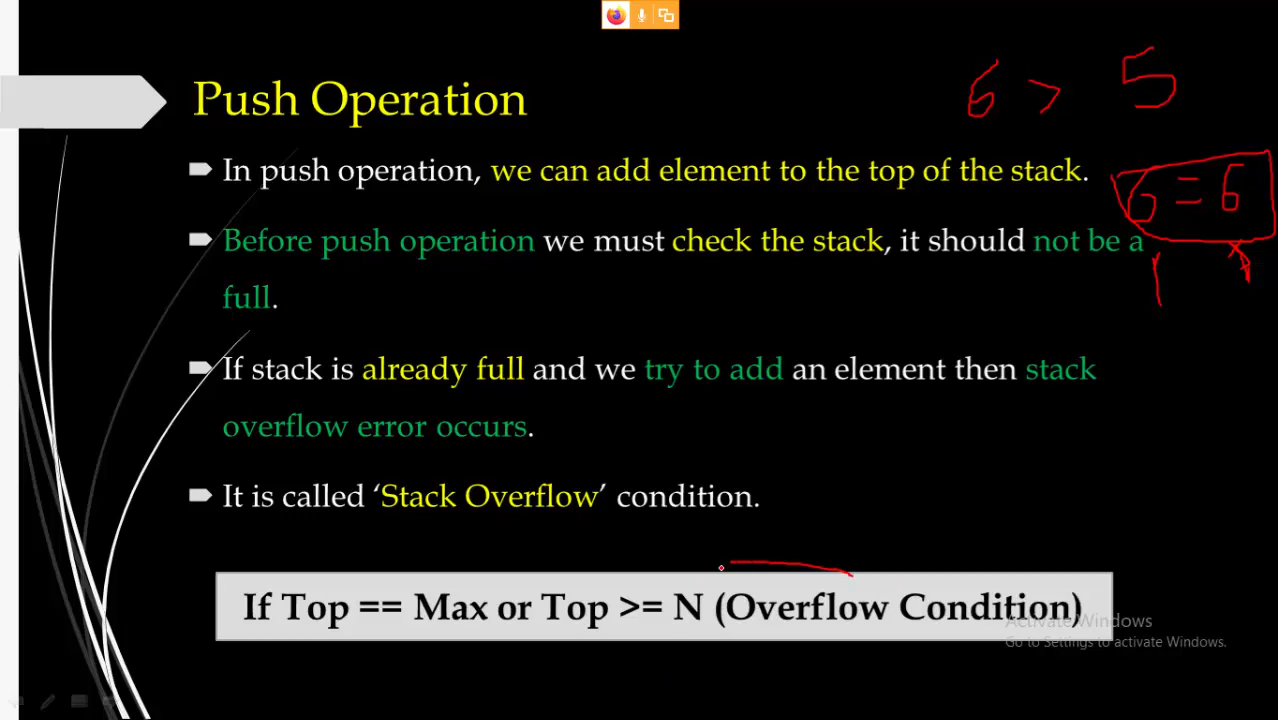 6 > 5
Push Operation
In push operation, we can add element to the top of the stack.
6 = 6
Before push operation we must check the stack, it should not be a
full.
If stack is already full and we try to add an element then stack
overflow error occurs.
It is called ‘Stack Overflow’ condition.
If Top == Max or Top >= N (Overflow Condition)
Activate Windows
Go to Settings to activate Windows.